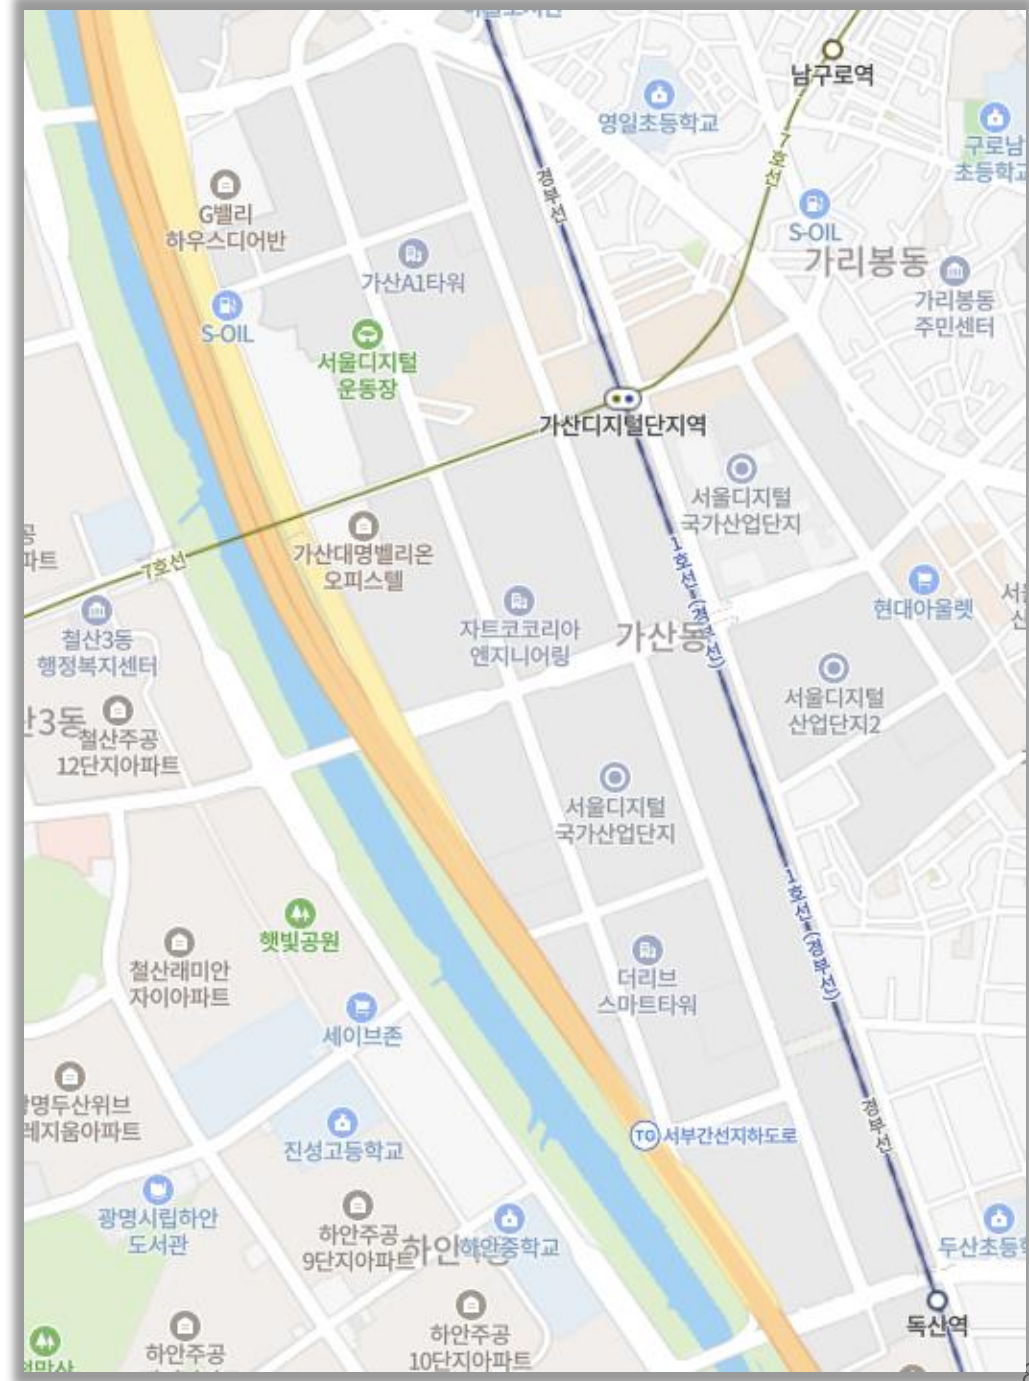 남구로역
영일초등학교
구로남
초등학교
7호선
경부선
G밸리
하우스디어반
S-OIL
가리봉동
가산A1타워
가리봉동
주민센터
S-OIL
서울디지털
운동장
가산디지털단지역
서울디지털
국가산업단지
가산대명벨리온
오피스텔
7호선
1호선(경부선)
현대아울렛
자트코코리아
엔지니어링
가산동
철산3동
행정복지센터
서울디지털
산업단지2
철산주공
12단지아파트
서울디지털
국가산업단지
1호선(경부선)
햇빛공원
철산래미안
자이아파트
더리브
스마트타워
세이브존
경부선
TG 서부간선지하도로
진성고등학교
광명시립하안
도서관
하안주공
9단지아파트
하안중학교
두산초등학
독산역
하안주공
10단지아파트
하안주공